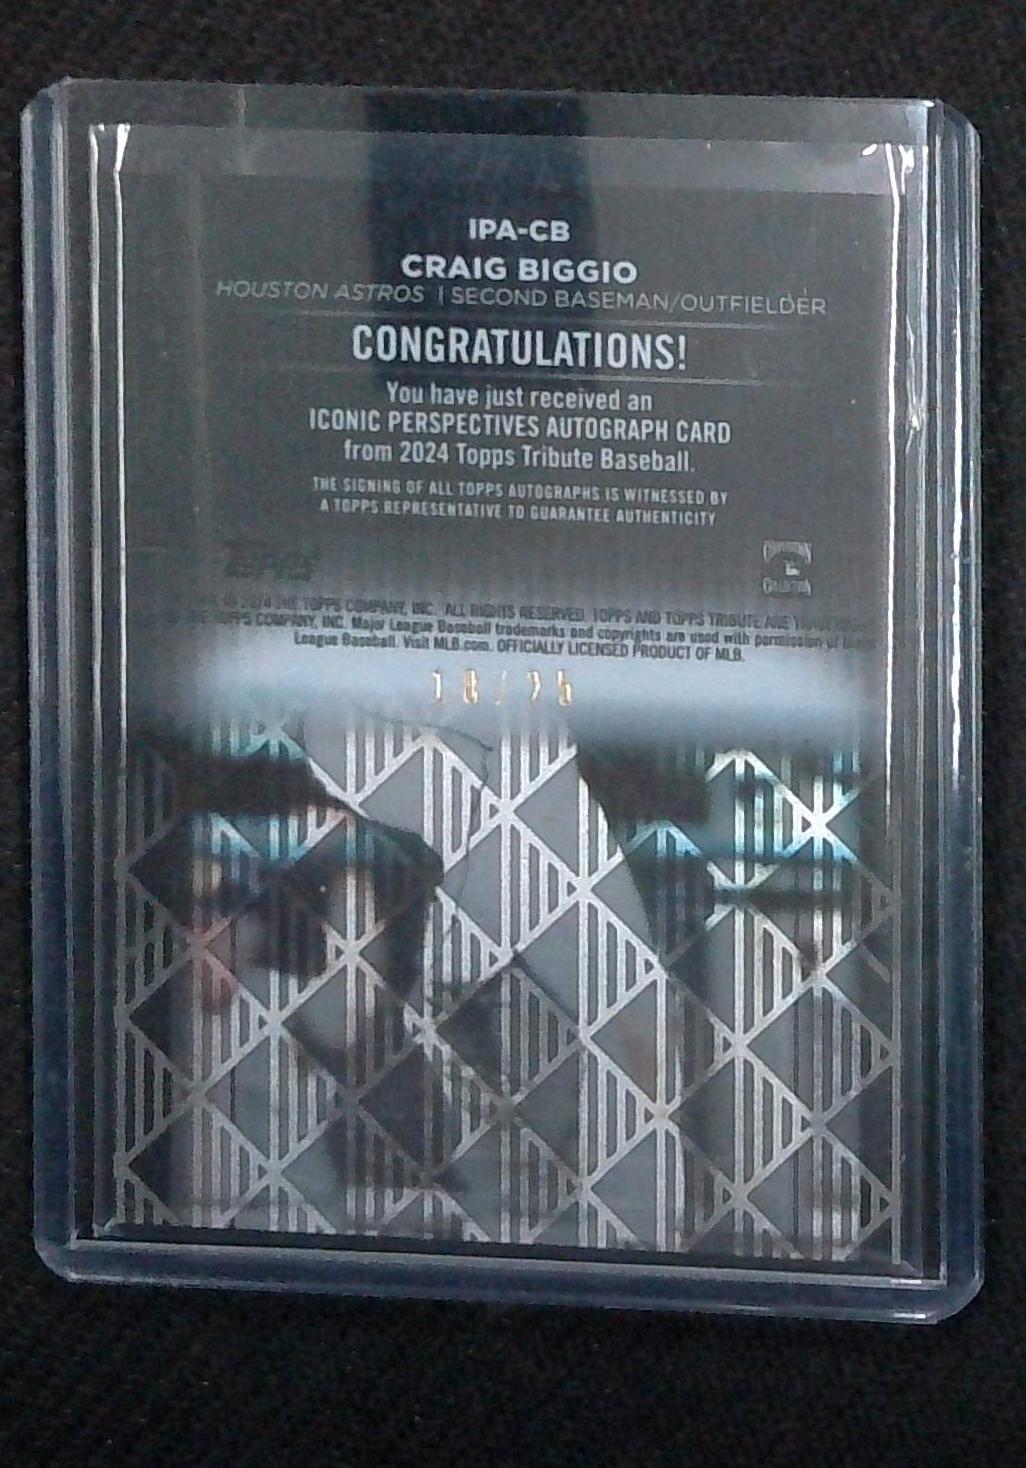 IPA-CB
CRAIG BIGGIO
HOUSTON ASTROS | SECOND BASEMAN/OUTFIELDER
CONGRATULATIONS!
You have just received an
ICONIC PERSPECTIVES AUTOGRAPH CARD
from 2024 Topps Tribute Baseball.
THE SIGNING OF ALL TOPPS AUTOGRAPHS IS WITNESSED BY
A TOPPS REPRESENTATIVE TO GUARANTEE AUTHENTICITY
TOPPS
© 2024 THE TOPPS COMPANY, INC. ALL RIGHTS RESERVED. TOPPS AND TOPPS TRIBUTE ARE
TOPPS COMPANY, INC. Major League Baseball trademarks and copyrights are used with permission of
League Baseball. Visit MLB.com. OFFICIALLY LICENSED PRODUCT OF MLB.